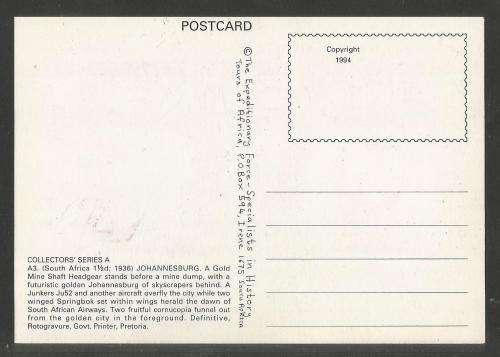 POSTCARD
Copyright
1994
© The Expeditionary Force - Specialists in History
Tours of Africa, P.O.Box 594, Irene 1675 South Africa
COLLECTORS' SERIES A
A3. (South Africa 1½d; 1936) JOHANNESBURG. A Gold
Mine Shaft Headgear stands before a mine dump, with a
futuristic golden Johannesburg of skyscrapers behind. A
Junkers Ju52 and another aircraft overfly the city while two
winged Springbok set within wings herald the dawn of
South African Airways. Two fruitful cornucopia funnel out
from the golden city in the foreground. Definitive,
Rotogravure, Govt. Printer, Pretoria.